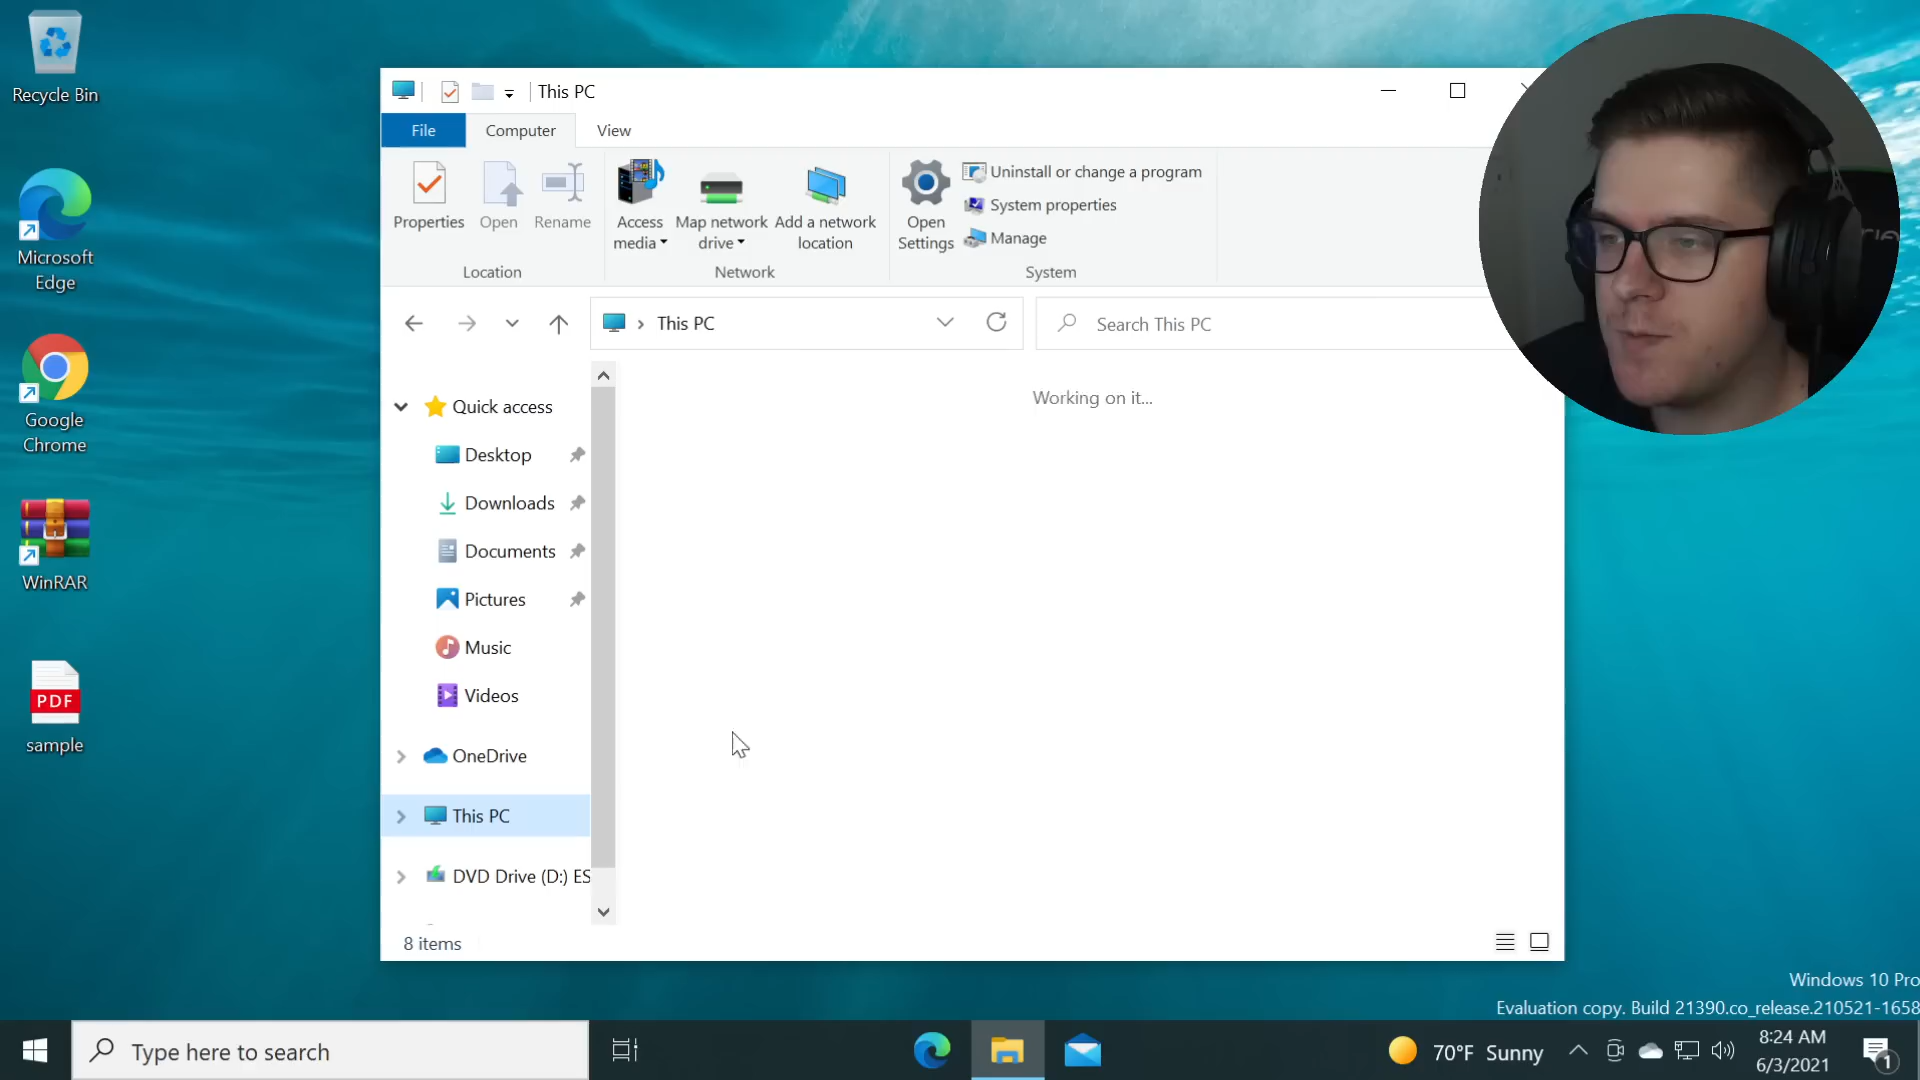 Recycle Bin
Microsoft
Edge
Google
Chrome
WinRAR
PDF
sample
This PC
File
Computer
View
Properties
Open
Rename
Location
Access
media
Map network
drive
Add a network
location
Network
Open
Settings
Uninstall or change a program
System properties
Manage
System
This PC
Search This PC
Working on it...
Quick access
Desktop
Downloads
Documents
Pictures
Music
Videos
OneDrive
This PC
DVD Drive (D:) ES
8 items
Windows 10 Pro
Evaluation copy. Build 21390.co_release.210521-1658
Type here to search
70°F Sunny
8:24 AM
6/3/2021
1